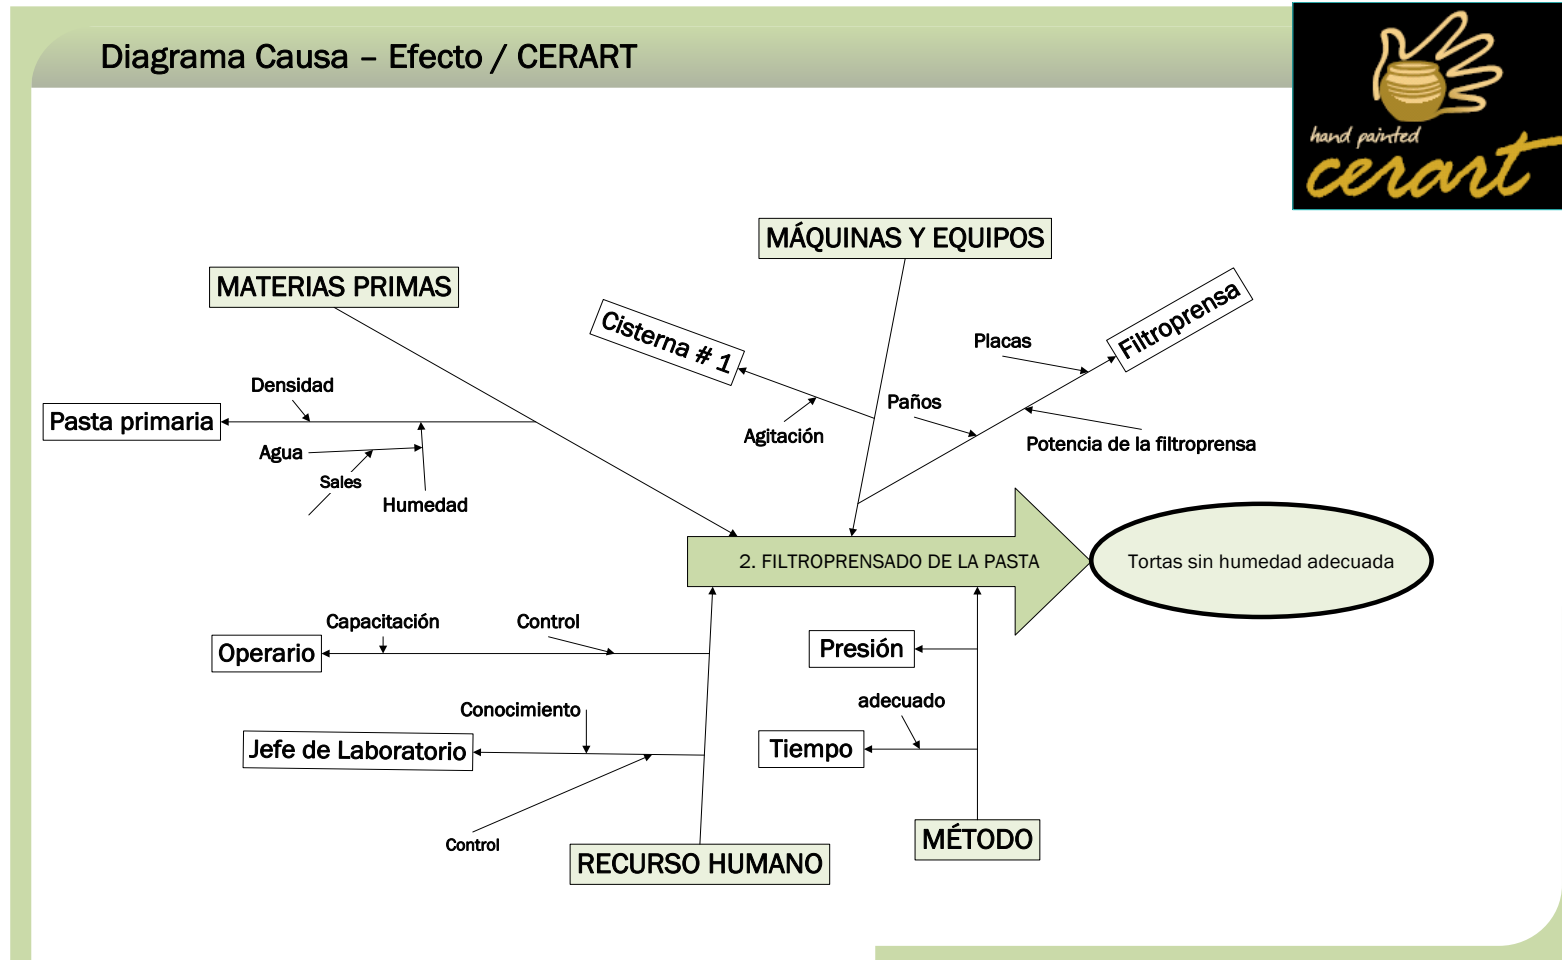 Diagrama Causa – Efecto / CERART
hand painted
cerart
MÁQUINAS Y EQUIPOS
MATERIAS PRIMAS
Cisterna # 1
Filtroprensa
Placas
Densidad
Paños
Pasta primaria
Agitación
Potencia de la filtroprensa
Agua
Sales
Humedad
2. FILTROPRENSADO DE LA PASTA
Tortas sin humedad adecuada
Capacitación
Control
Operario
Presión
Conocimiento
adecuado
Jefe de Laboratorio
Tiempo
Control
MÉTODO
RECURSO HUMANO